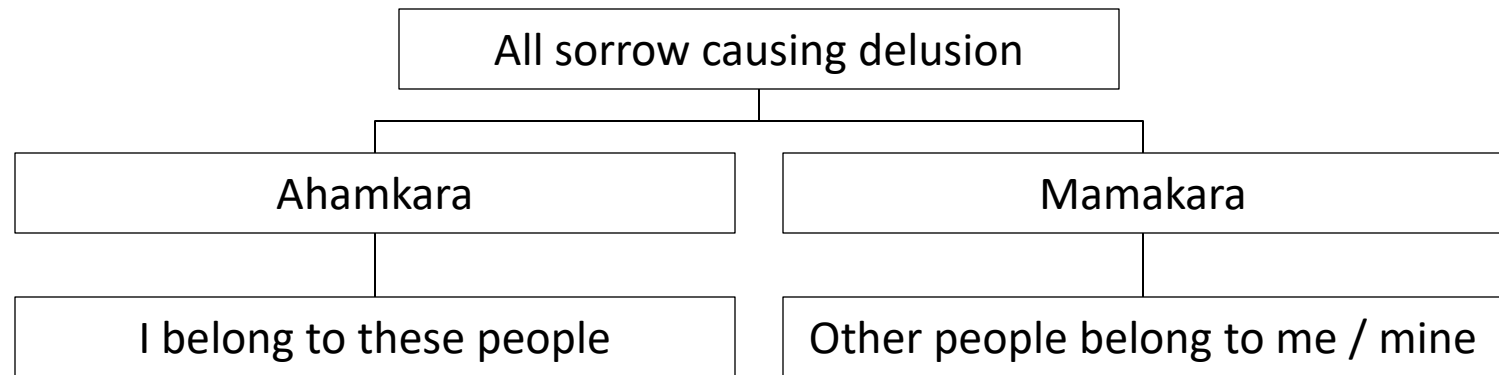 All sorrow causing delusion
Ahamkara
Mamakara
I belong to these people
Other people belong to me / mine